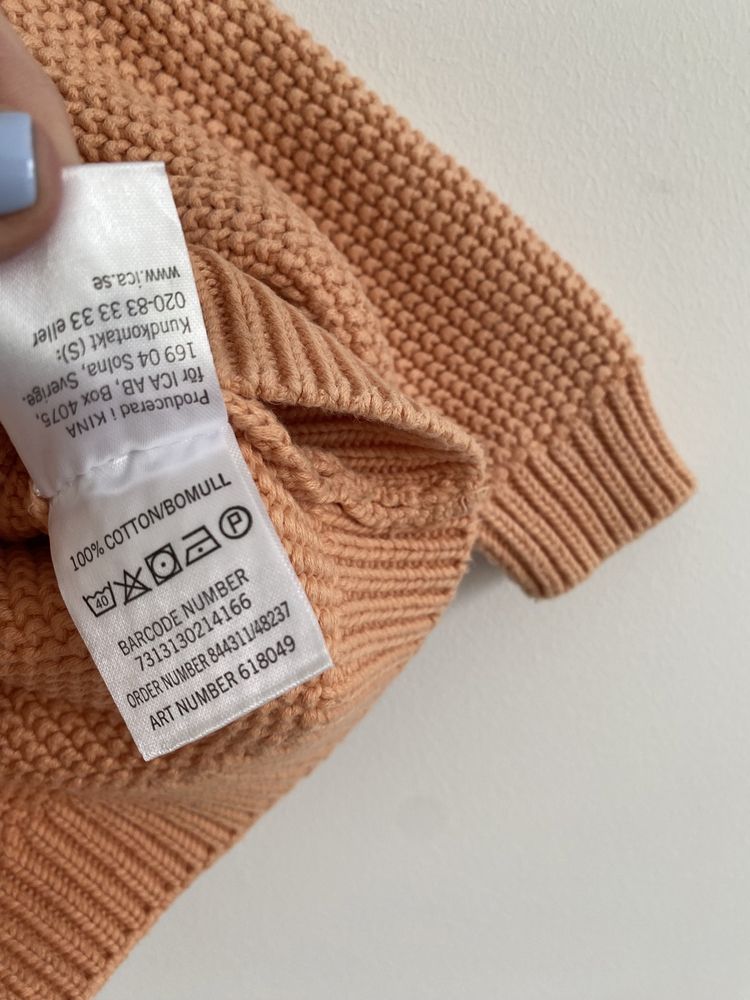 Producerad i KINA
för ICA AB, Box 4075,
169 04 Solna, Sverige.
Kundkontakt (S):
020-83 33 33 eller
www.ica.se
100% COTTON/BOMULL
40 P
BARCODE NUMBER
7313130214166
ORDER NUMBER 844311/48237
ART NUMBER 618049